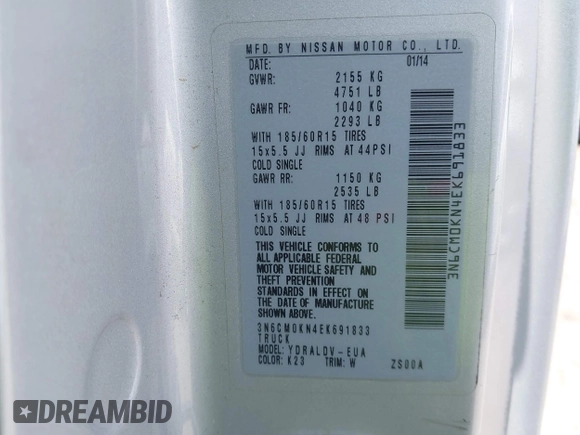 MFD. BY NISSAN MOTOR CO., LTD.
DATE: 01/14
GVWR: 2155 KG
4751 LB
GAWR FR: 1040 KG
2293 LB
WITH 185/60R15 TIRES
15x5.5 JJ RIMS AT 44PSI
COLD SINGLE
GAWR RR: 1150 KG
2535 LB
WITH 185/60R15 TIRES
15x5.5 JJ RIMS AT 48 PSI
COLD SINGLE
THIS VEHICLE CONFORMS TO
ALL APPLICABLE FEDERAL
MOTOR VEHICLE SAFETY AND
THEFT PREVENTION
STANDARDS IN EFFECT ON
THE DATE OF MANUFACTURE
SHOWN ABOVE.
3N6CM0KN4EK691833
TRUCK
MODEL: YDRALDV-EUA
COLOR: K23 TRIM: W ZS00A
3N6CM0KN4EK691833
$DREAMBID